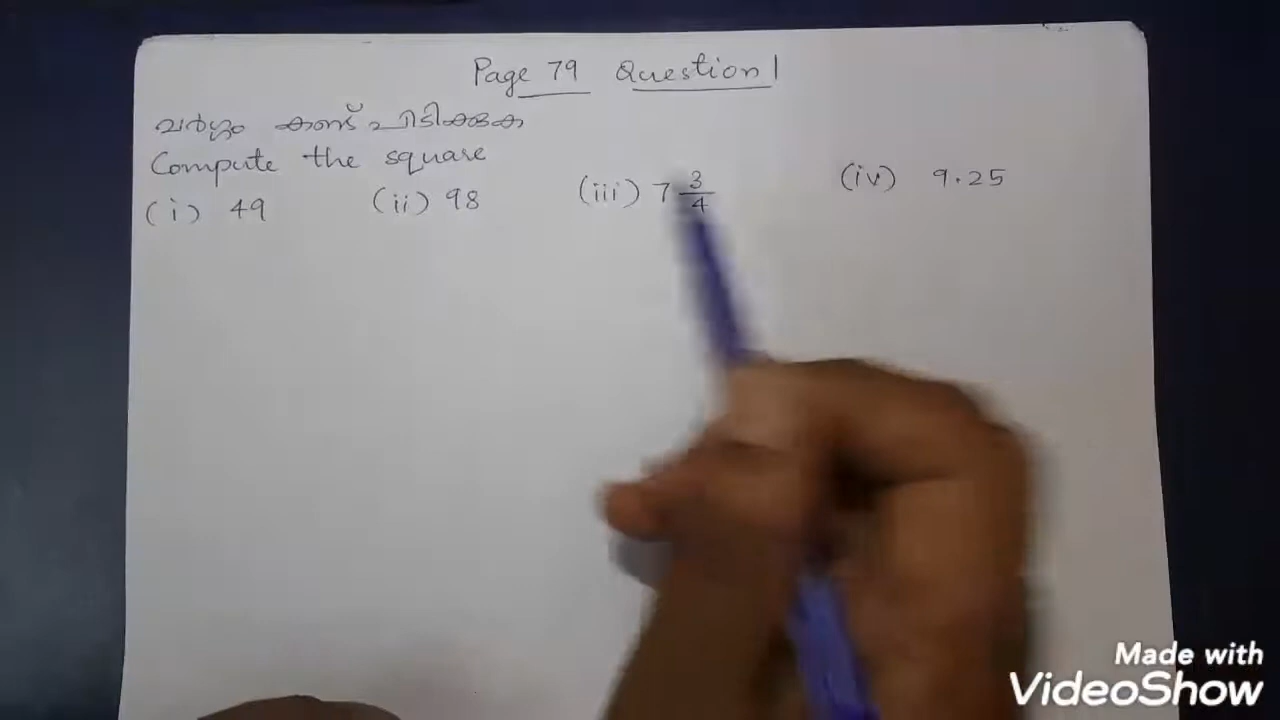 Page 79 Question 1
വർഗ്ഗം കണ്ട് പിടിക്കുക
Compute the square
(i) 49 (ii) 98 (iii) 7 3/4 (iv) 9.25
Made with
VideoShow